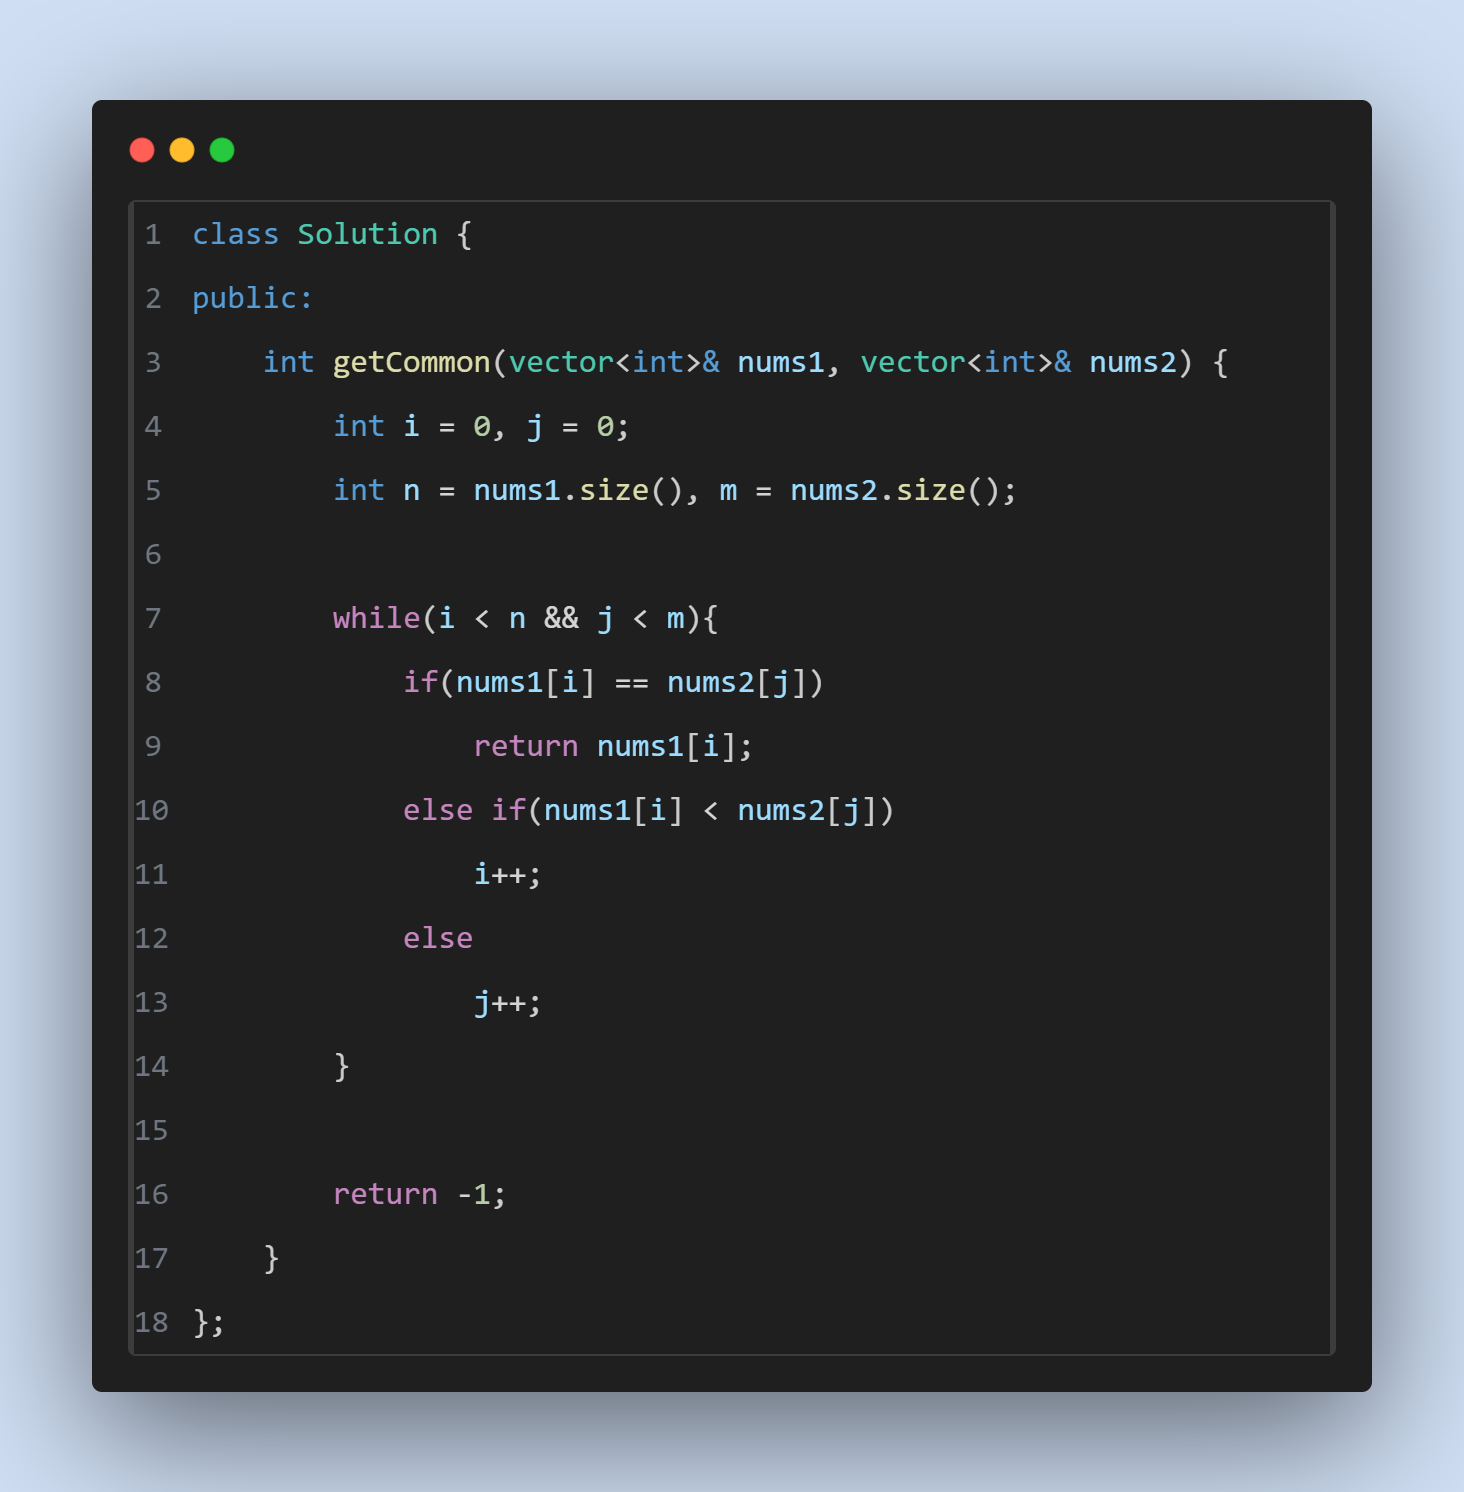 1 class Solution {
2 public:
3     int getCommon(vector<int>& nums1, vector<int>& nums2) {
4         int i = 0, j = 0;
5         int n = nums1.size(), m = nums2.size();
6
7         while(i < n && j < m){
8             if(nums1[i] == nums2[j])
9                 return nums1[i];
10             else if(nums1[i] < nums2[j])
11                 i++;
12             else
13                 j++;
14         }
15
16         return -1;
17     }
18 };